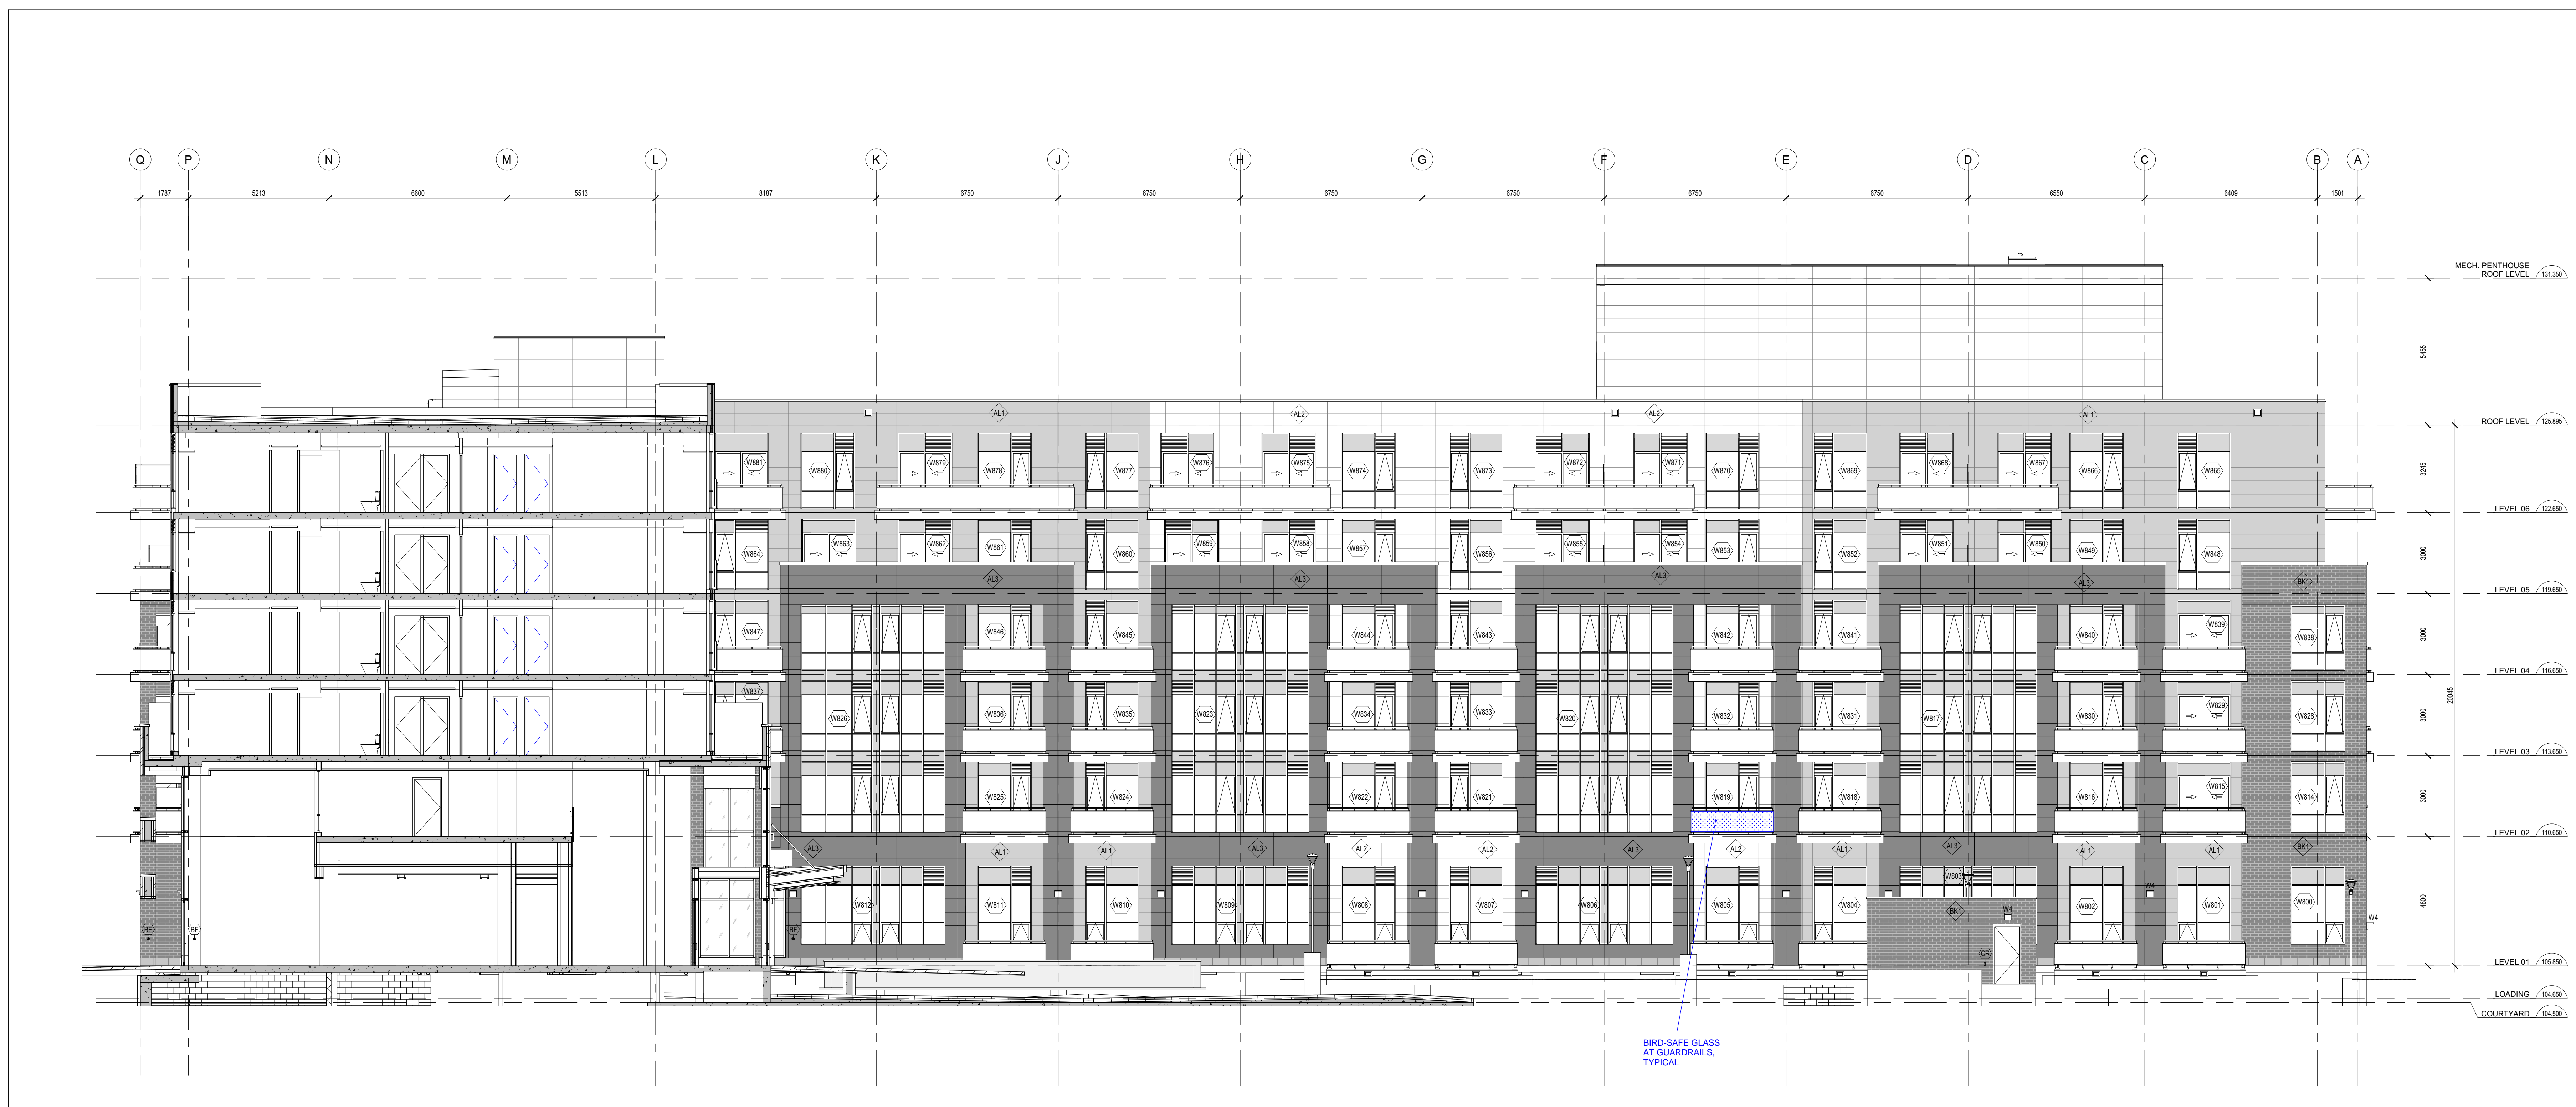 Q P N M L K J H G F E D C B A
1787 5213 6600 5513 8187 6750 6750 6750 6750 6750 6750 6550 6409 1501
MECH. PENTHOUSE
ROOF LEVEL 131.350
5455
AL1 AL2 AL2 AL1
ROOF LEVEL 125.895
W881 W880 W879 W878 W877 W876 W875 W874 W873 W872 W871 W870 W869 W868 W867 W866 W865
3245
LEVEL 06 122.650
W864 W863 W862 W861 W860 W859 W858 W857 W856 W855 W854 W853 W852 W851 W850 W849 W848
3000
AL3 AL3 AL3 AL3 BK1
LEVEL 05 119.650
W847 W846 W845 W844 W843 W842 W841 W840 W839 W838
3000
LEVEL 04 116.650
20045
W837
W826 W836 W835 W823 W834 W833 W820 W832 W831 W817 W830 W829 W828
3000
LEVEL 03 113.650
W825 W824 W822 W821 W819 W818 W816 W815 W814
3000
LEVEL 02 110.650
AL3 AL1 AL1 AL3 AL2 AL2 AL3 AL2 AL1 AL3 AL1 AL1 BK1
W812 W811 W810 W809 W808 W807 W806 W805 W804 W803 W802 W801 W800
4800
BK1 W4 W4 W4
BF BF BF CR
LEVEL 01 105.850
LOADING 104.650
COURTYARD 104.500
BIRD-SAFE GLASS
AT GUARDRAILS,
TYPICAL